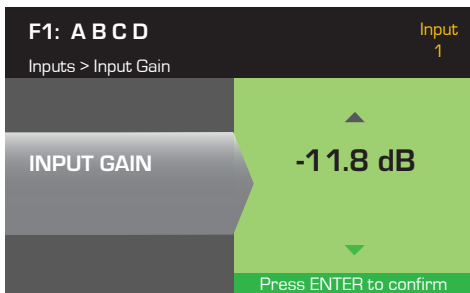 F1: A B C D
Input
1
Inputs > Input Gain
INPUT GAIN
-11.8 dB
Press ENTER to confirm